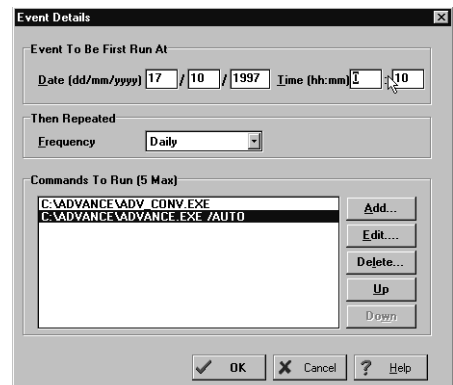 Event Details
Event To Be First Run At
Date (dd/mm/yyyy) 17 / 10 / 1997 Time (hh:mm) : 10
Then Repeated
Frequency Daily
Commands To Run (5 Max)
C:\ADVANCE\ADV_CONV.EXE
C:\ADVANCE\ADVANCE.EXE /AUTO
Add...
Edit....
Delete...
Up
Down
OK Cancel ? Help